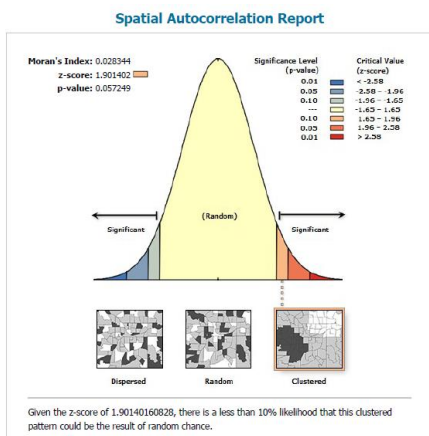 Spatial Autocorrelation Report
Moran's Index: 0.028344
z-score: 1.901402
p-value: 0.057249
Significance Level
(p-value)
Critical Value
(z-score)
0.01 < -2.58
0.05 -2.58 - -1.96
0.10 -1.96 - -1.65
--- -1.65 - 1.65
0.10 1.65 - 1.96
0.05 1.96 - 2.58
0.01 > 2.58
Significant
(Random)
Significant
Dispersed
Random
Clustered
Given the z-score of 1.90140160828, there is a less than 10% likelihood that this clustered
pattern could be the result of random chance.